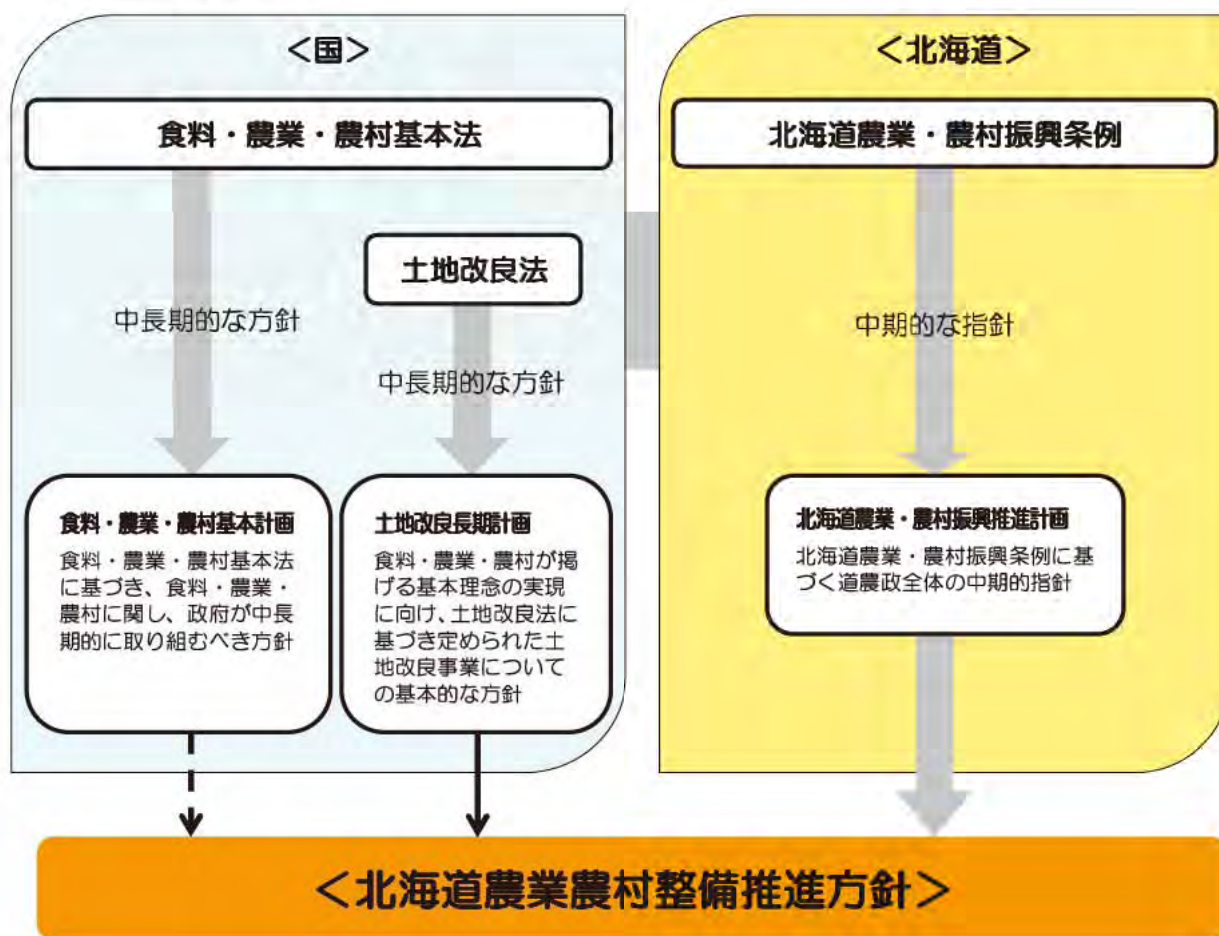 ＜国＞
食料・農業・農村基本法
土地改良法
中長期的な方針
中長期的な方針
食料・農業・農村基本計画
食料・農業・農村基本法
に基づき、食料・農業・
農村に関し、政府が中長
期的に取り組むべき方針
土地改良長期計画
食料・農業・農村が掲
げる基本理念の実現
に向け、土地改良法に
基づき定められた土
地改良事業について
の基本的な方針
＜北海道＞
北海道農業・農村振興条例
中期的な指針
北海道農業・農村振興推進計画
北海道農業・農村振興条例に基
づく道農政全体の中期的指針
＜北海道農業農村整備推進方針＞